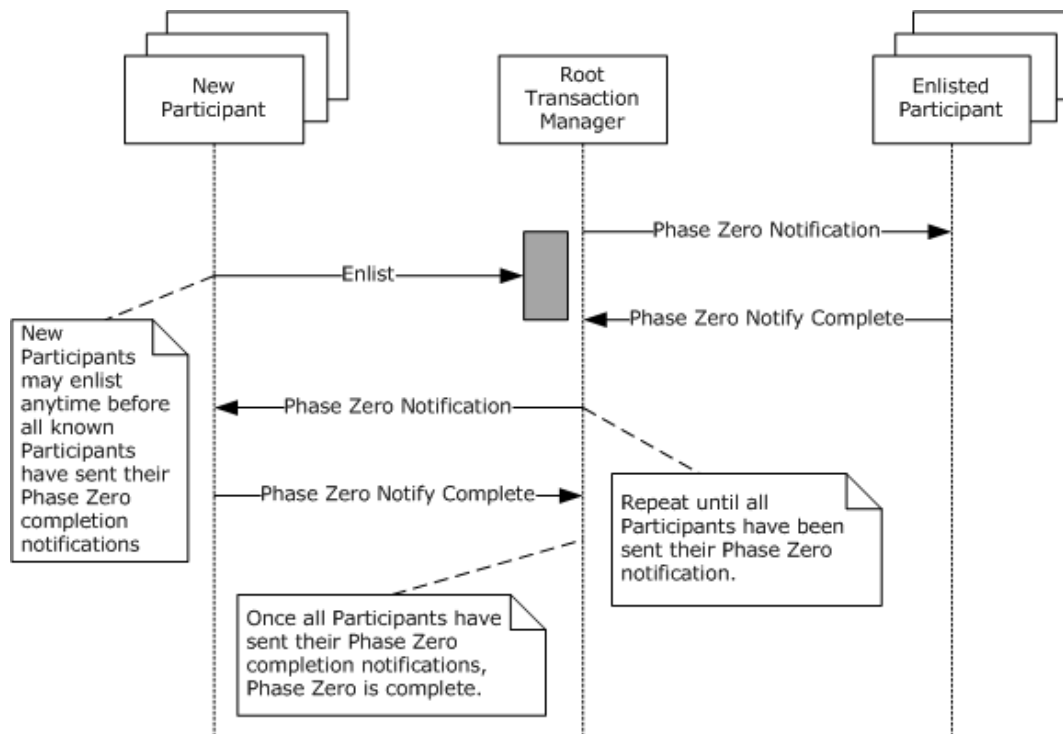 New
Participant
Root
Transaction
Manager
Enlisted
Participant
Phase Zero Notification
Enlist
Phase Zero Notify Complete
New
Participants
may enlist
anytime before
all known
Participants
have sent their
Phase Zero
completion
notifications
Phase Zero Notification
Phase Zero Notify Complete
Repeat until all
Participants have been
sent their Phase Zero
notification.
Once all Participants have
sent their Phase Zero
completion notifications,
Phase Zero is complete.